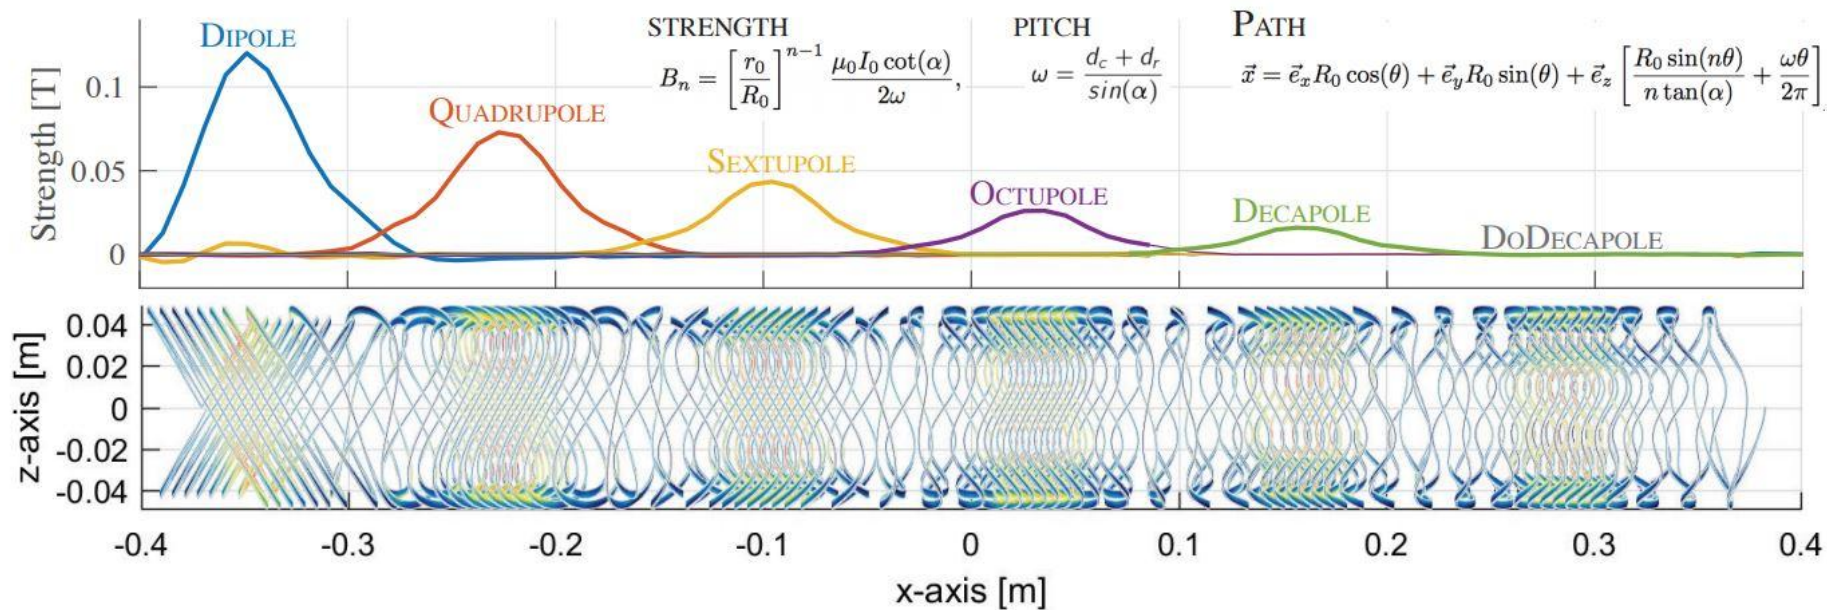 STRENGTH
PITCH
PATH
DIPOLE
B_n = [r_0/R_0]^{n-1} μ_0 I_0 cot(α)/2ω,
ω = (d_c + d_r)/sin(α)
x⃗ = e⃗_x R_0 cos(θ) + e⃗_y R_0 sin(θ) + e⃗_z [R_0 sin(nθ)/(n tan(α)) + ωθ/2π]
QUADRUPOLE
SEXTUPOLE
OCTUPOLE
DECAPOLE
DODECAPOLE
Strength [T]
0.1
0.05
0
z-axis [m]
0.04
0.02
0
-0.02
-0.04
-0.4 -0.3 -0.2 -0.1 0 0.1 0.2 0.3 0.4
x-axis [m]